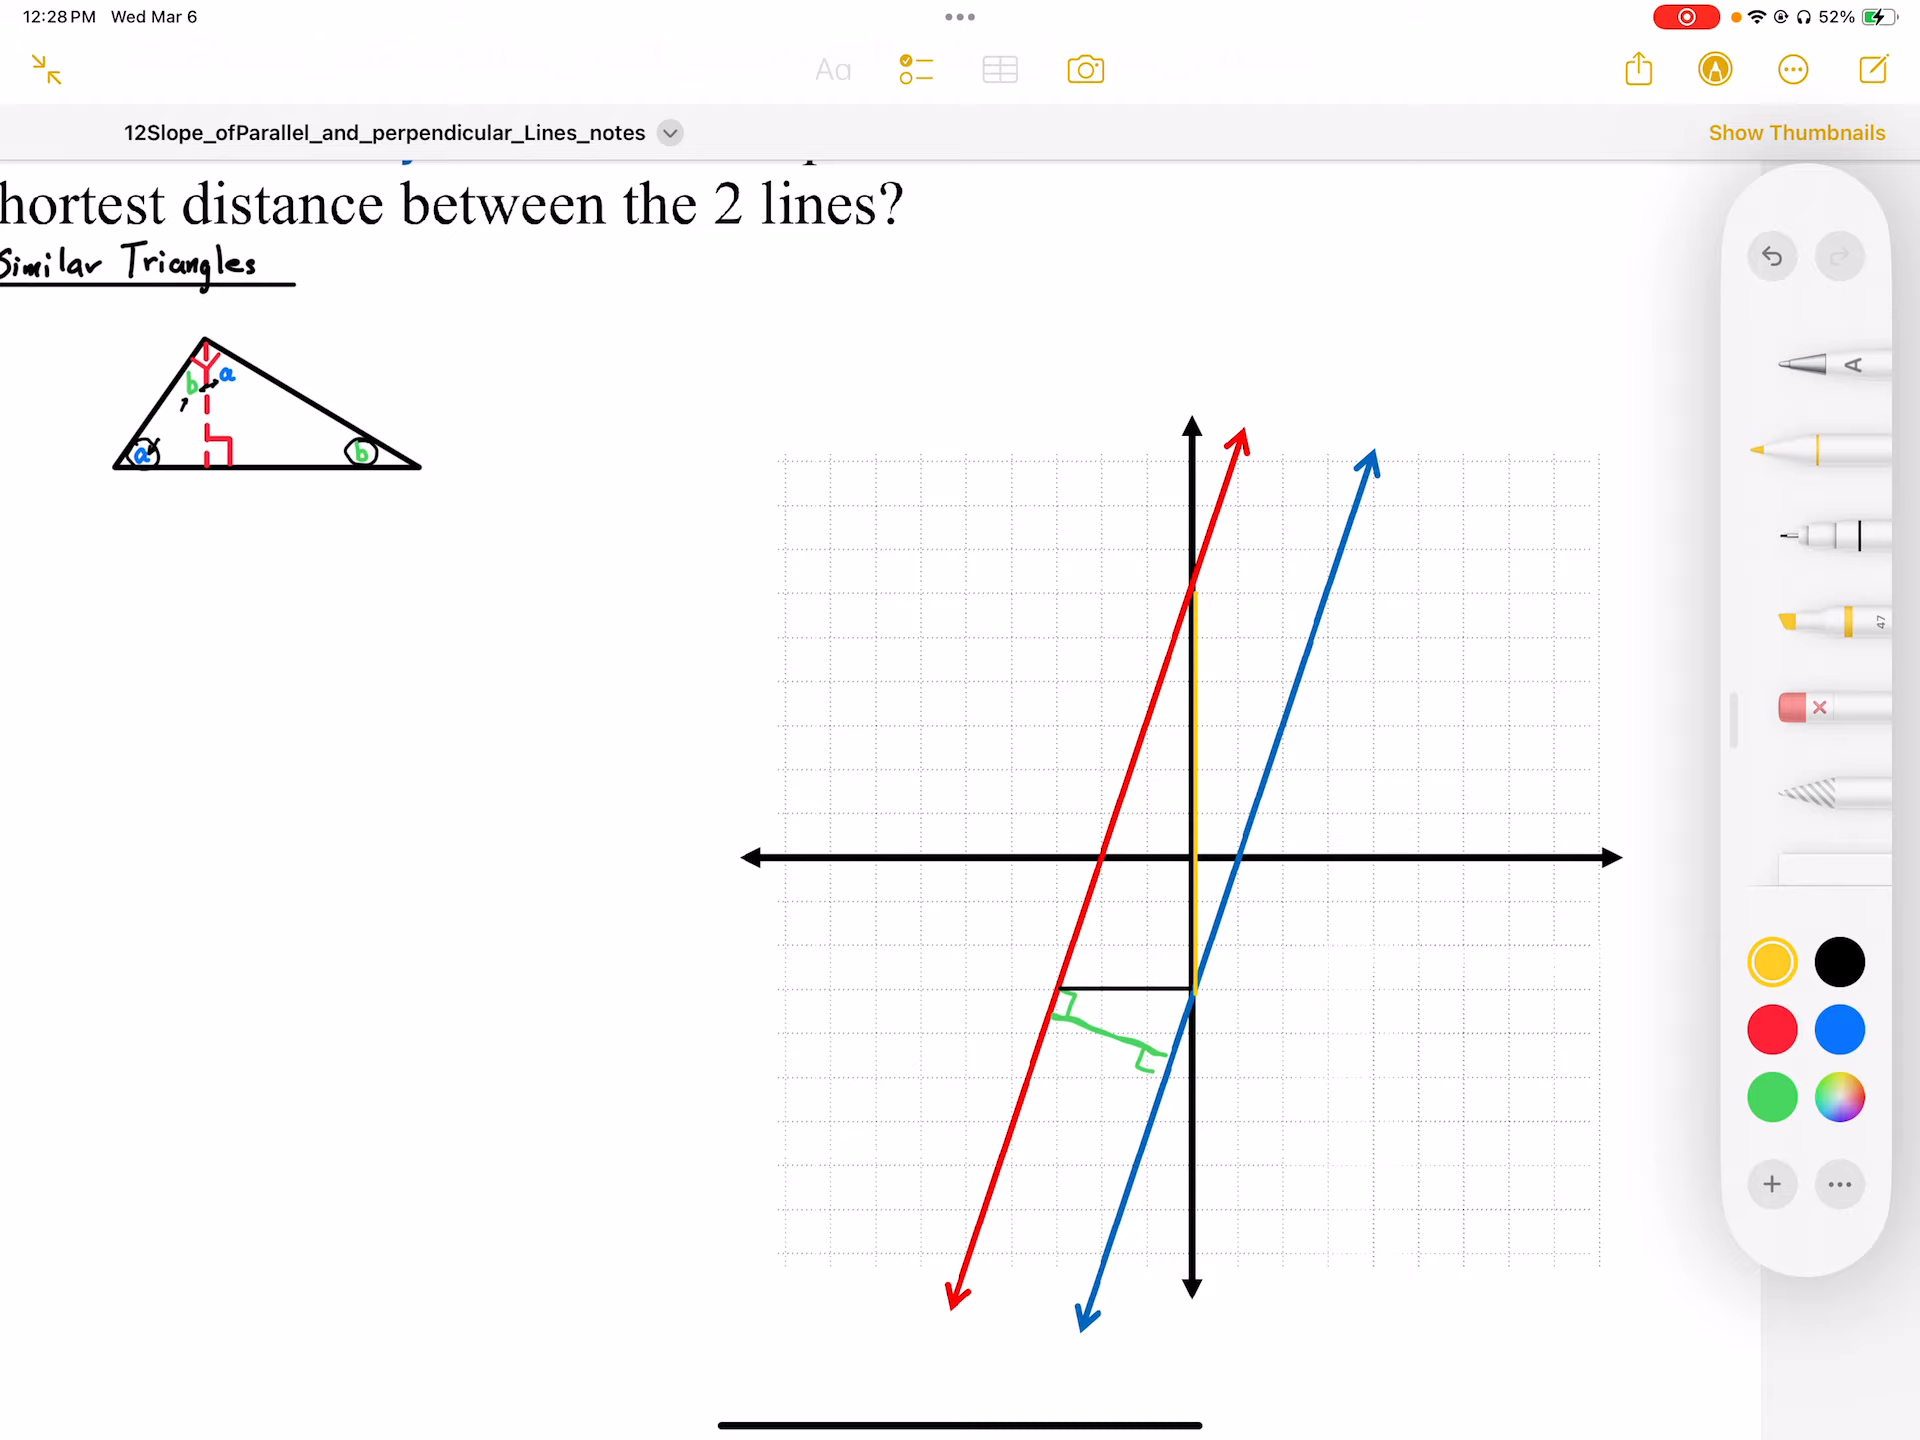 12:28 PM Wed Mar 6
52%
Aa
12Slope_ofParallel_and_perpendicular_Lines_notes
Show Thumbnails
hortest distance between the 2 lines?
Similar Triangles
b a
a b
A
47